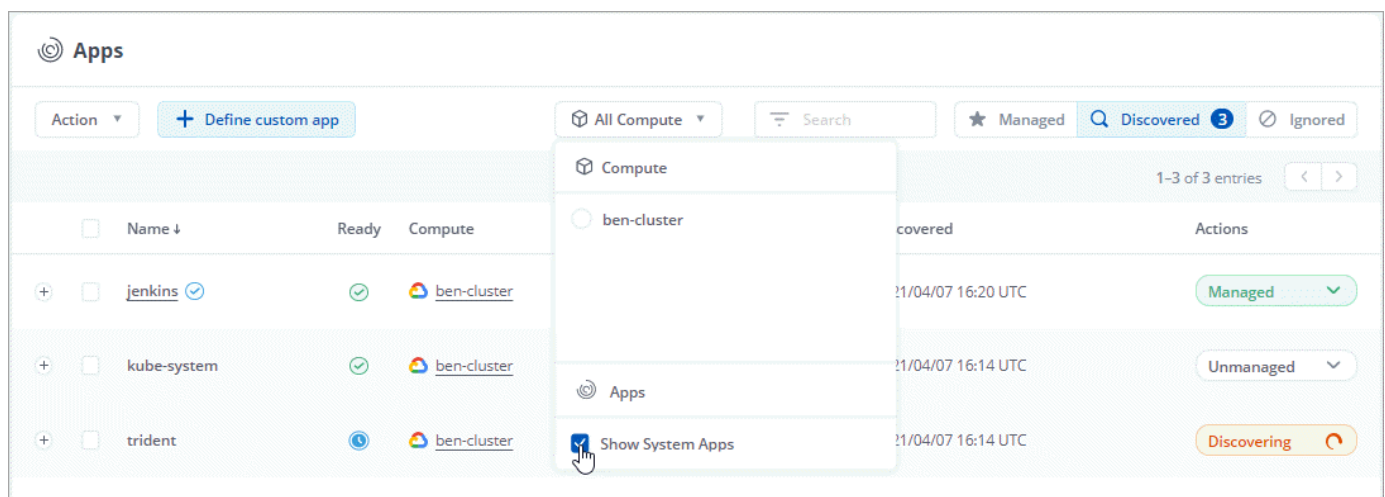 Apps
Action
+ Define custom app
All Compute
Search
Managed
Discovered 3
Ignored
Compute
1–3 of 3 entries
Name↓ Ready Compute
ben-cluster
covered Actions
jenkins ben-cluster
21/04/07 16:20 UTC Managed
kube-system ben-cluster
21/04/07 16:14 UTC Unmanaged
Apps
trident ben-cluster
Show System Apps
21/04/07 16:14 UTC Discovering